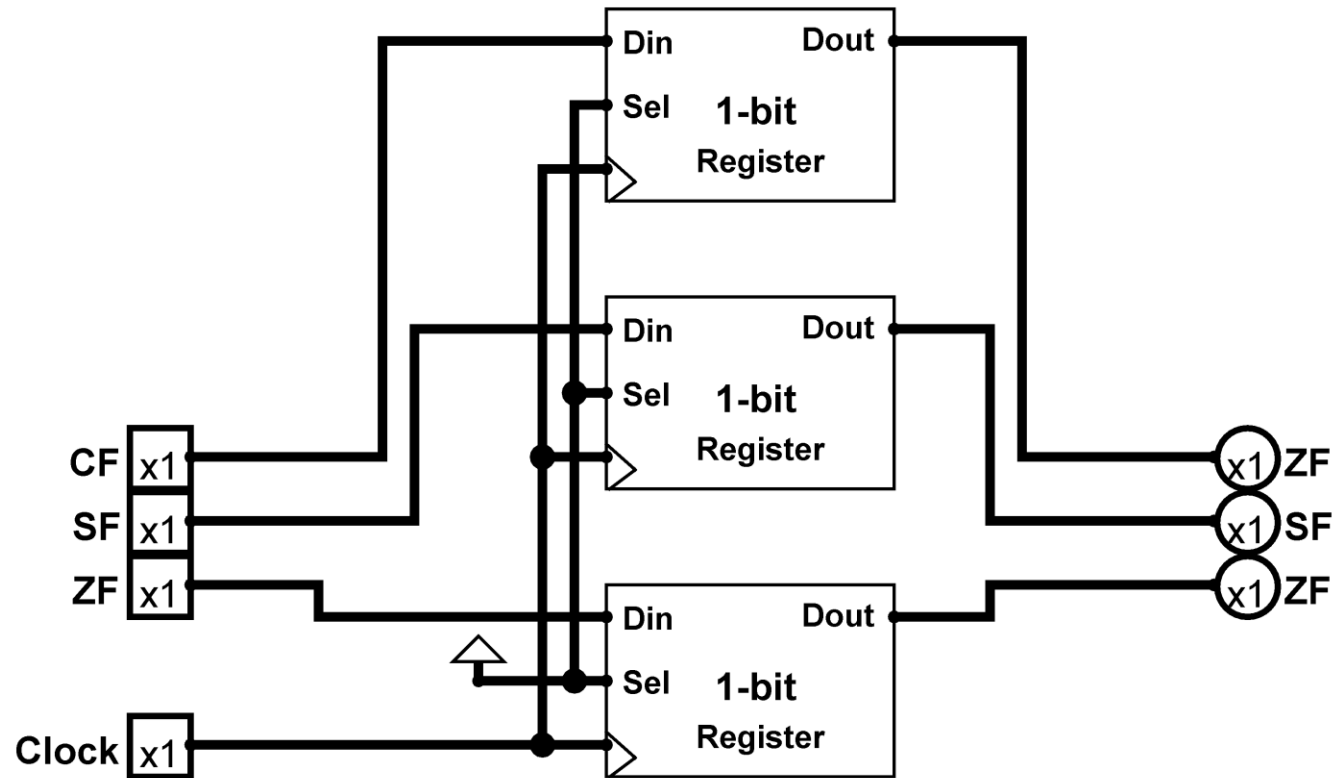 Din Dout
Sel 1-bit
Register
Din Dout
Sel 1-bit
Register
CF x1
SF x1
ZF x1
x1 ZF
x1 SF
x1 ZF
Din Dout
Sel 1-bit
Register
Clock x1